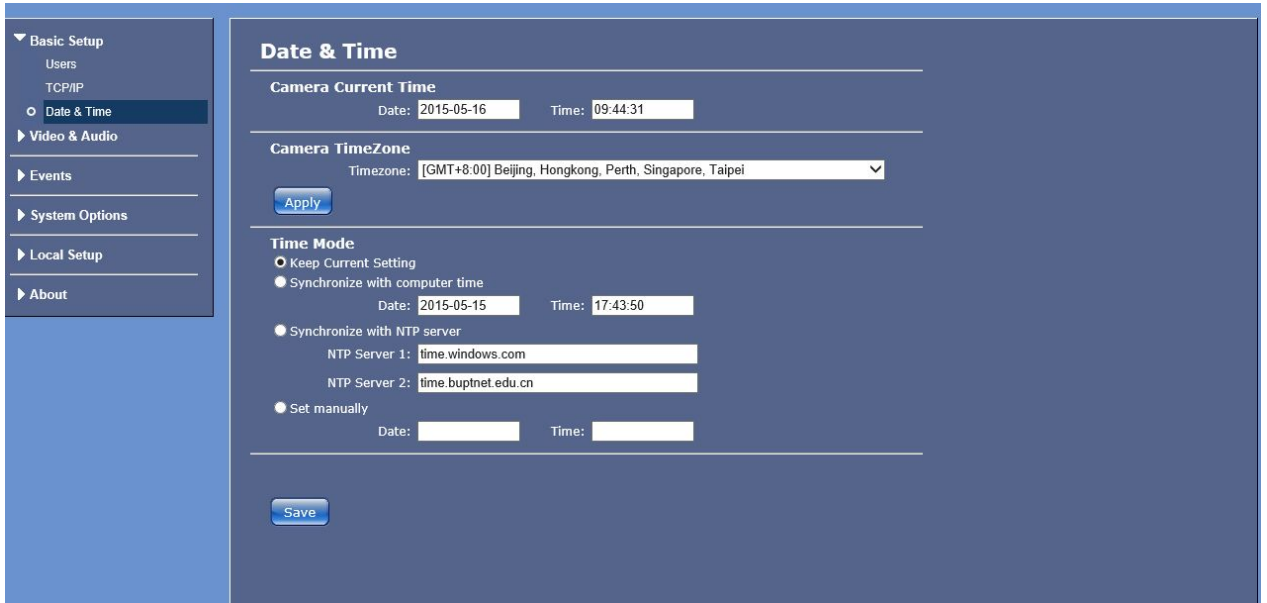 Basic Setup
Users
TCP/IP
Date & Time
Video & Audio
Events
System Options
Local Setup
About
Date & Time
Camera Current Time
Date: 2015-05-16 Time: 09:44:31
Camera TimeZone
Timezone: [GMT+8:00] Beijing, Hongkong, Perth, Singapore, Taipei
Apply
Time Mode
Keep Current Setting
Synchronize with computer time
Date: 2015-05-15 Time: 17:43:50
Synchronize with NTP server
NTP Server 1: time.windows.com
NTP Server 2: time.buptnet.edu.cn
Set manually
Date: Time:
Save